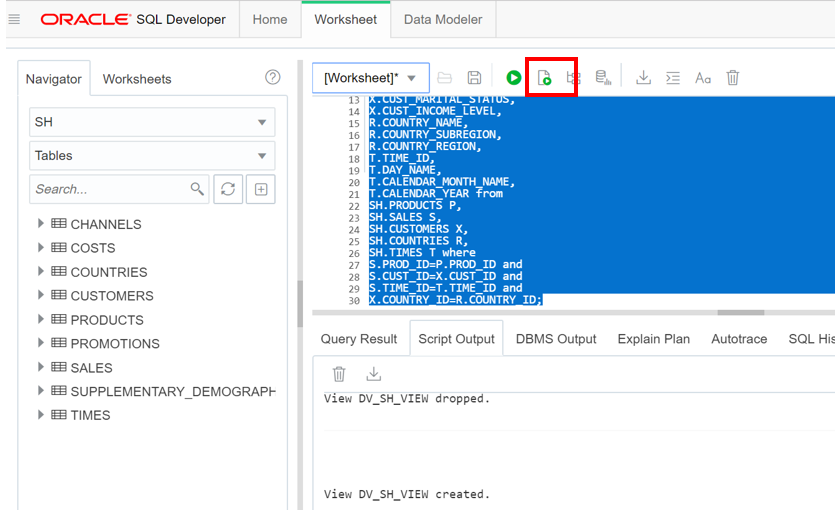 ORACLE® SQL Developer
Home
Worksheet
Data Modeler
Navigator
Worksheets
?
SH
Tables
Search...
CHANNELS
COSTS
COUNTRIES
CUSTOMERS
PRODUCTS
PROMOTIONS
SALES
SUPPLEMENTARY_DEMOGRAPH
TIMES
[Worksheet]*
Aa
13 X.CUST_MARITAL_STATUS,
14 X.CUST_INCOME_LEVEL,
15 R.COUNTRY_NAME,
16 R.COUNTRY_SUBREGION,
17 R.COUNTRY_REGION,
18 T.TIME_ID,
19 T.DAY_NAME,
20 T.CALENDAR_MONTH_NAME,
21 T.CALENDAR_YEAR from
22 SH.PRODUCTS P,
23 SH.SALES S,
24 SH.CUSTOMERS X,
25 SH.COUNTRIES R,
26 SH.TIMES T where
27 S.PROD_ID=P.PROD_ID and
28 S.CUST_ID=X.CUST_ID and
29 S.TIME_ID=T.TIME_ID and
30 X.COUNTRY_ID=R.COUNTRY_ID;
Query Result
Script Output
DBMS Output
Explain Plan
Autotrace
SQL His
View DV_SH_VIEW dropped.
View DV_SH_VIEW created.